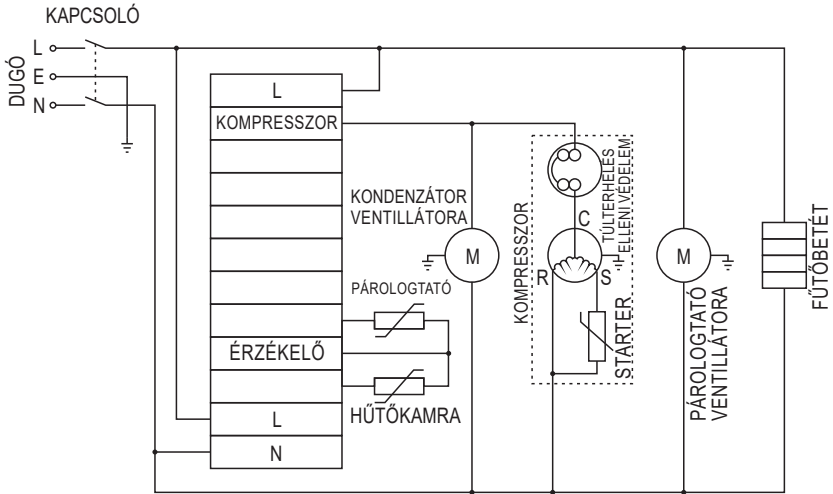 KAPCSOLÓ
DUGÓ
L
E
N
L
KOMPRESSZOR
ÉRZÉKELŐ
L
N
KONDENZÁTOR
VENTILLÁTORA
M
PÁROLOGTATÓ
HŰTŐKAMRA
KOMPRESSZOR
TÚLTERHELÉS
ELLENI VÉDELEM
C
R
S
STARTER
M
PÁROLOGTATÓ
VENTILLÁTORA
FŰTŐBETÉT